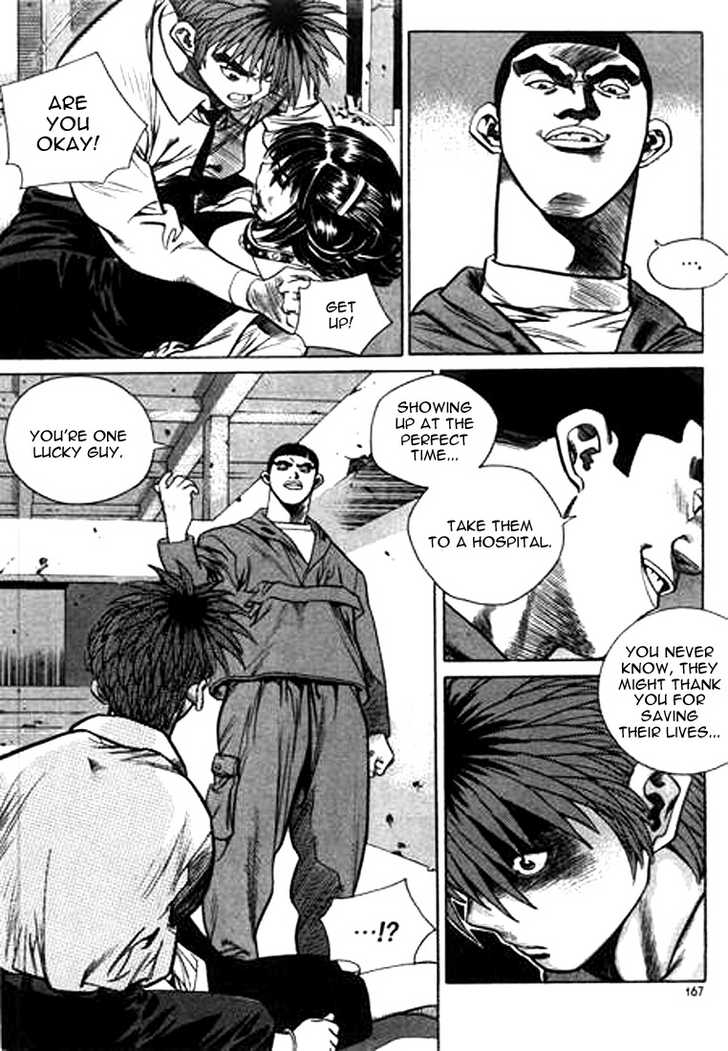 ARE
YOU
OKAY!
GET
UP!
...,
YOU'RE ONE
LUCKY GUY.
SHOWING
UP AT THE
PERFECT
TIME...
TAKE THEM
TO A HOSPITAL.
YOU NEVER
KNOW, THEY
MIGHT THANK
YOU FOR
SAVING
THEIR LIVES...
...!?
167